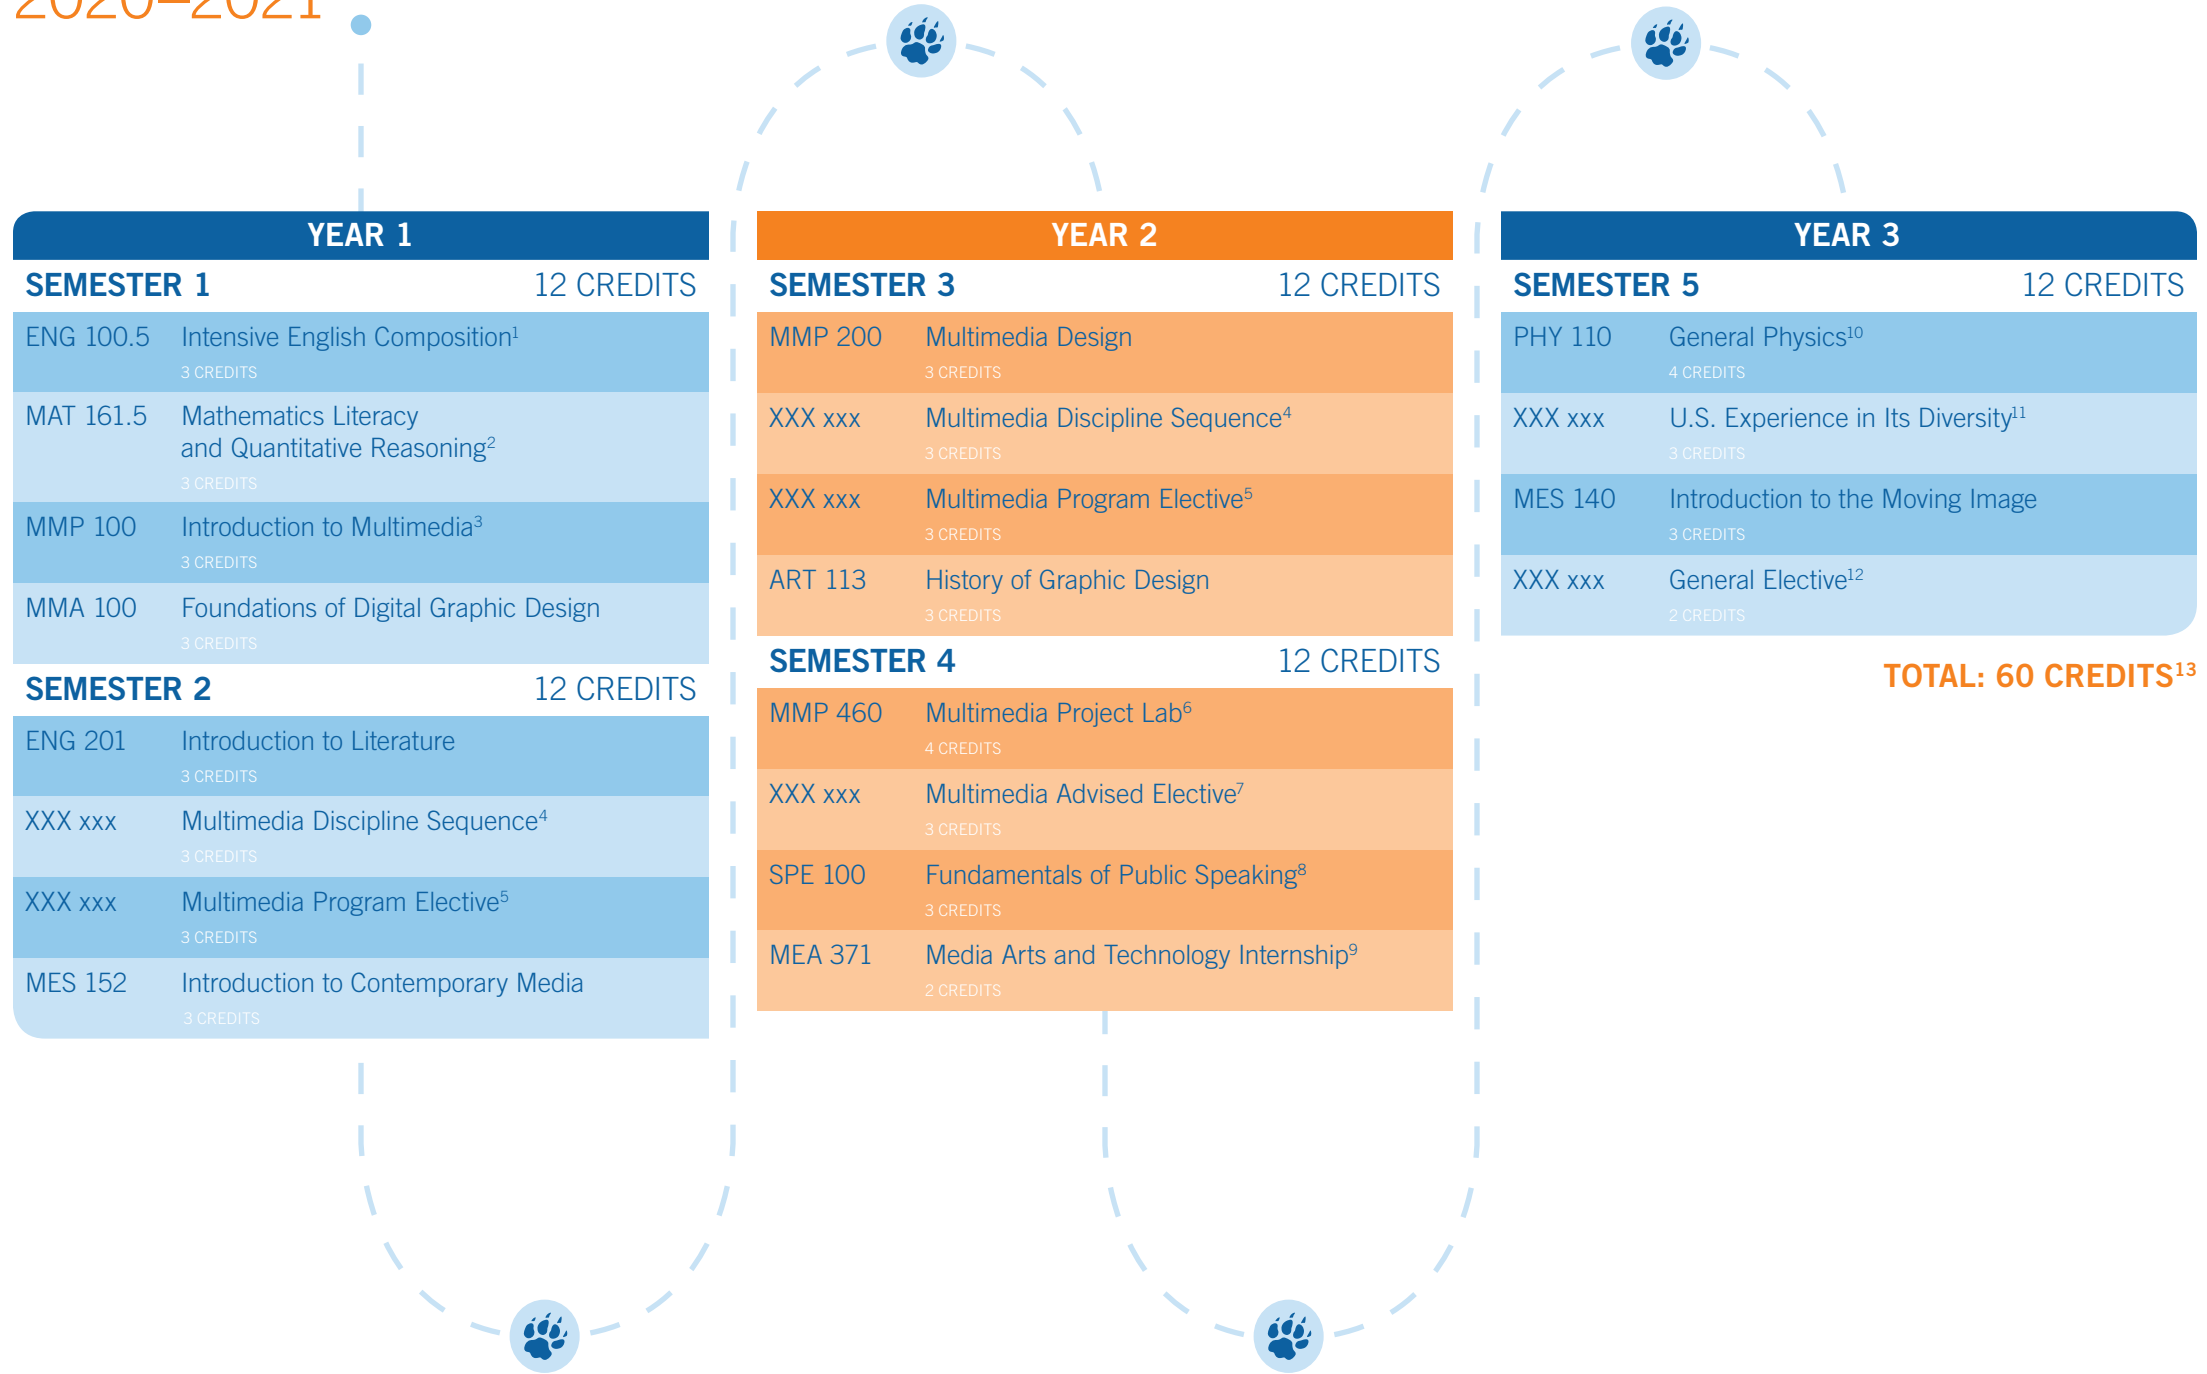 2020–2021
YEAR 1
SEMESTER 1 12 CREDITS
ENG 100.5 Intensive English Composition¹
3 CREDITS
MAT 161.5 Mathematics Literacy
and Quantitative Reasoning²
3 CREDITS
MMP 100 Introduction to Multimedia³
3 CREDITS
MMA 100 Foundations of Digital Graphic Design
3 CREDITS
SEMESTER 2 12 CREDITS
ENG 201 Introduction to Literature
3 CREDITS
XXX xxx Multimedia Discipline Sequence⁴
3 CREDITS
XXX xxx Multimedia Program Elective⁵
3 CREDITS
MES 152 Introduction to Contemporary Media
3 CREDITS
YEAR 2
SEMESTER 3 12 CREDITS
MMP 200 Multimedia Design
3 CREDITS
XXX xxx Multimedia Discipline Sequence⁴
3 CREDITS
XXX xxx Multimedia Program Elective⁵
3 CREDITS
ART 113 History of Graphic Design
3 CREDITS
SEMESTER 4 12 CREDITS
MMP 460 Multimedia Project Lab⁶
4 CREDITS
XXX xxx Multimedia Advised Elective⁷
3 CREDITS
SPE 100 Fundamentals of Public Speaking⁸
3 CREDITS
MEA 371 Media Arts and Technology Internship⁹
2 CREDITS
YEAR 3
SEMESTER 5 12 CREDITS
PHY 110 General Physics¹⁰
4 CREDITS
XXX xxx U.S. Experience in Its Diversity¹¹
3 CREDITS
MES 140 Introduction to the Moving Image
3 CREDITS
XXX xxx General Elective¹²
2 CREDITS
TOTAL: 60 CREDITS¹³